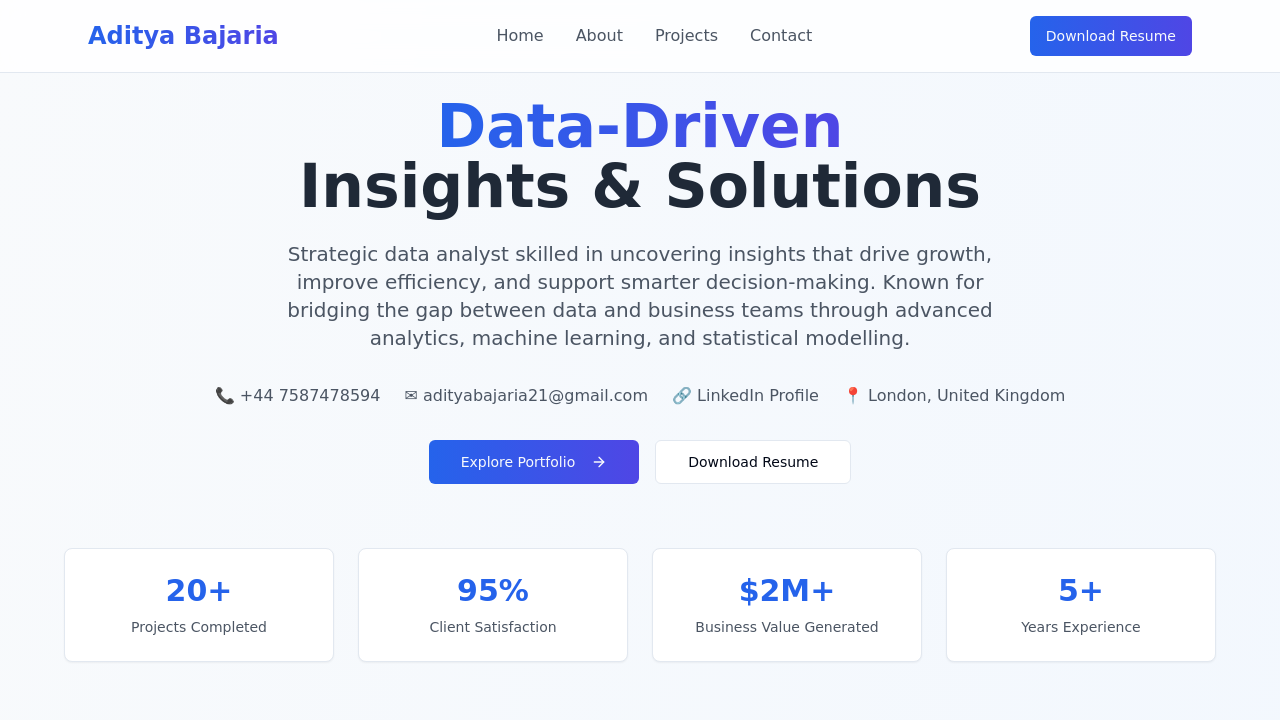 Aditya Bajaria
Home
About
Projects
Contact
Download Resume
Data-Driven
Insights & Solutions
Strategic data analyst skilled in uncovering insights that drive growth,
improve efficiency, and support smarter decision-making. Known for
bridging the gap between data and business teams through advanced
analytics, machine learning, and statistical modelling.
📞 +44 7587478594
✉ adityabajaria21@gmail.com
🔗 LinkedIn Profile
📍 London, United Kingdom
Explore Portfolio →
Download Resume
20+
Projects Completed
95%
Client Satisfaction
$2M+
Business Value Generated
5+
Years Experience